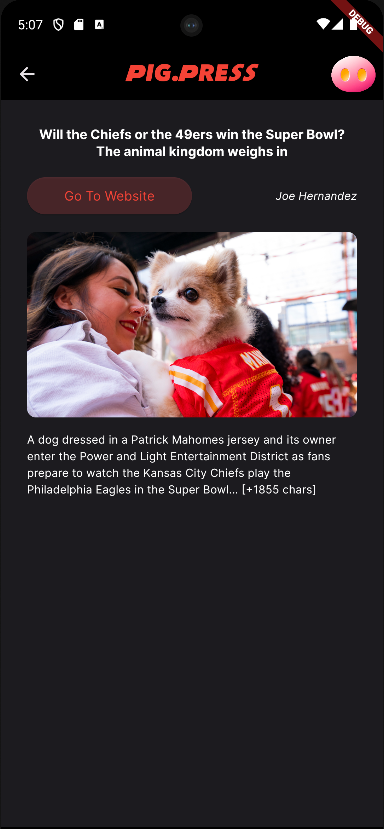 5:07
A
DEBUG
PIG.PRESS
Will the Chiefs or the 49ers win the Super Bowl?
The animal kingdom weighs in
Go To Website
Joe Hernandez
A dog dressed in a Patrick Mahomes jersey and its owner
enter the Power and Light Entertainment District as fans
prepare to watch the Kansas City Chiefs play the
Philadelphia Eagles in the Super Bowl… [+1855 chars]